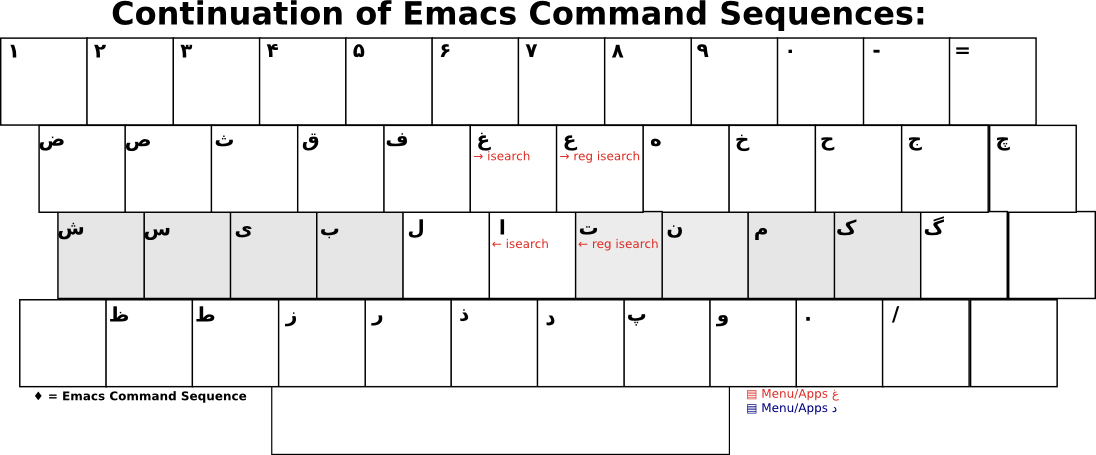 Continuation of Emacs Command Sequences:
۱ ۲ ۳ ۴ ۵ ۶ ۷ ۸ ۹ ۰ - =
ض ص ث ق ف غ ع ه خ ح ج چ
→ isearch → reg isearch
ش س ی ب ل ا ت ن م ک گ
← isearch ← reg isearch
ظ ط ز ر ذ د پ و . /
♦ = Emacs Command Sequence
▤ Menu/Apps غ
▤ Menu/Apps د